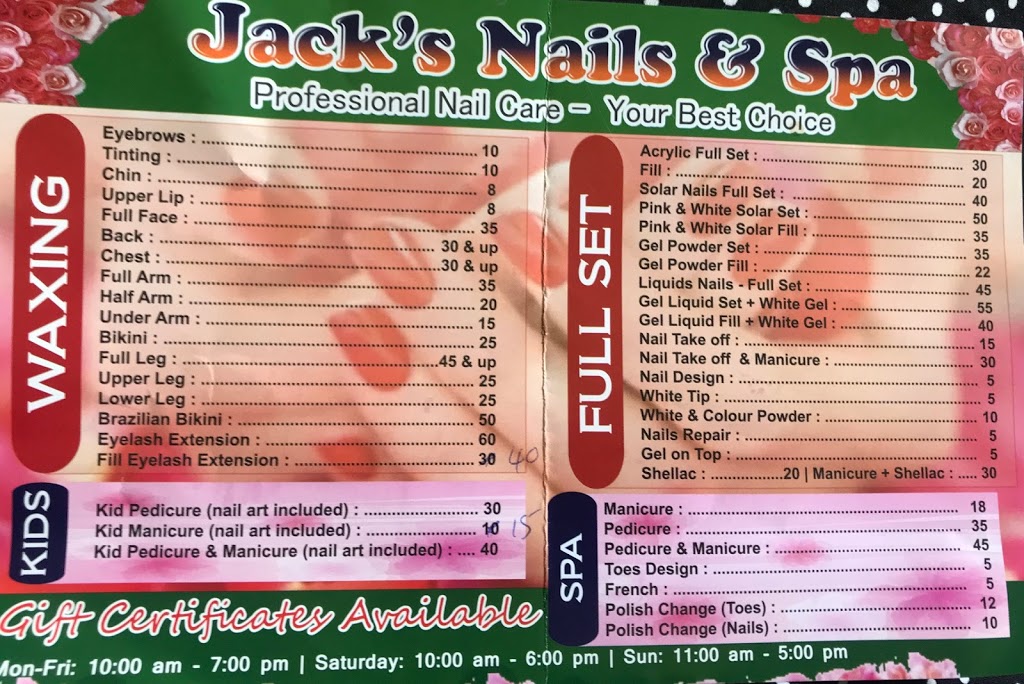 Jack's Nails & Spa
Professional Nail Care - Your Best Choice
WAXING
Eyebrows : 10
Tinting : 10
Chin : 8
Upper Lip : 8
Full Face : 35
Back : 30 & up
Chest : 30 & up
Full Arm : 35
Half Arm : 20
Under Arm : 15
Bikini : 25
Full Leg : 45 & up
Upper Leg : 25
Lower Leg : 25
Brazilian Bikini : 50
Eyelash Extension : 60
Fill Eyelash Extension : 30 40
KIDS
Kid Pedicure (nail art included) : 30
Kid Manicure (nail art included) : 10 15
Kid Pedicure & Manicure (nail art included) : 40
Gift Certificates Available
FULL SET
Acrylic Full Set : 30
Fill : 20
Solar Nails Full Set : 40
Pink & White Solar Set : 50
Pink & White Solar Fill : 35
Gel Powder Set : 35
Gel Powder Fill : 22
Liquids Nails - Full Set : 45
Gel Liquid Set + White Gel : 55
Gel Liquid Fill + White Gel : 40
Nail Take off : 15
Nail Take off & Manicure : 30
Nail Design : 5
White Tip : 5
White & Colour Powder : 10
Nails Repair : 5
Gel on Top : 5
Shellac : 20 | Manicure + Shellac : 30
SPA
Manicure : 18
Pedicure : 35
Pedicure & Manicure : 45
Toes Design : 5
French : 5
Polish Change (Toes) : 12
Polish Change (Nails) : 10
Mon-Fri: 10:00 am - 7:00 pm | Saturday: 10:00 am - 6:00 pm | Sun: 11:00 am - 5:00 pm